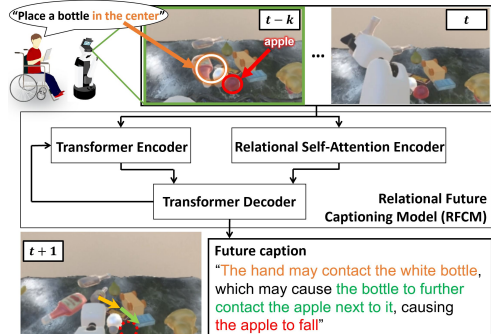 "Place a bottle in the center"
t − k
apple
...
t
Transformer Encoder
Relational Self-Attention Encoder
Transformer Decoder
Relational Future
Captioning Model (RFCM)
t + 1
Future caption
"The hand may contact the white bottle,
which may cause the bottle to further
contact the apple next to it, causing
the apple to fall"